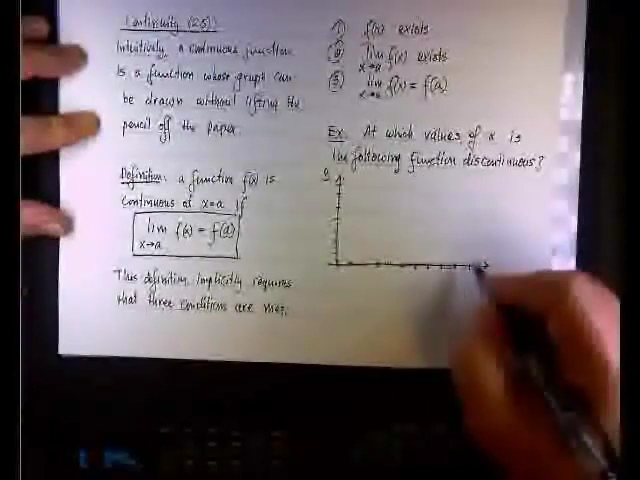 Continuity (2.5):
Intuitively, a continuous function
is a function whose graph can
be drawn without lifting the
pencil off the paper.
Definition: a function f(x) is
continuous at x=a if
lim f(x) = f(a)
x→a
This definition implicitly requires
that three conditions are met:
① f(a) exists
② lim f(x) exists
x→a
③ lim f(x) = f(a)
x→a
Ex: At which values of x is
the following function discontinuous?
y